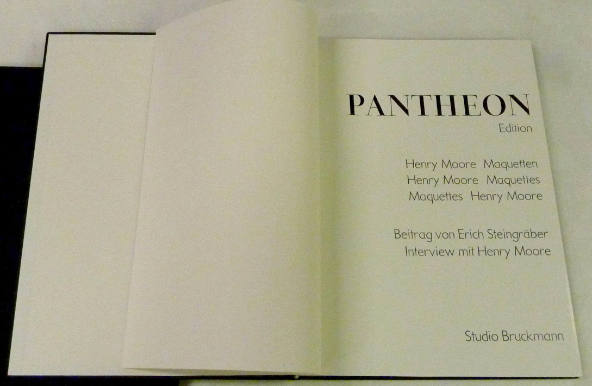 PANTHEON
Edition
Henry Moore Maquetten
Henry Moore Maquettes
Maquettes Henry Moore
Beitrag von Erich Steingräber
Interview mit Henry Moore
Studio Bruckmann